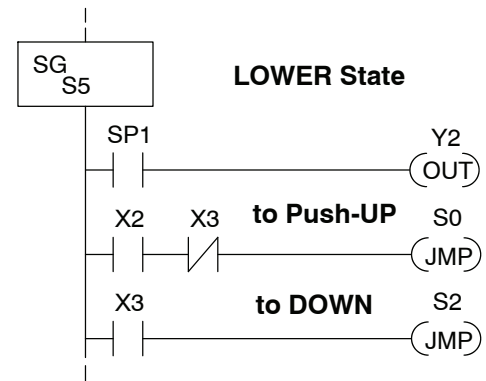 SG
S5
LOWER State
SP1
Y2
OUT
X2
X3
to Push-UP
S0
JMP
X3
to DOWN
S2
JMP